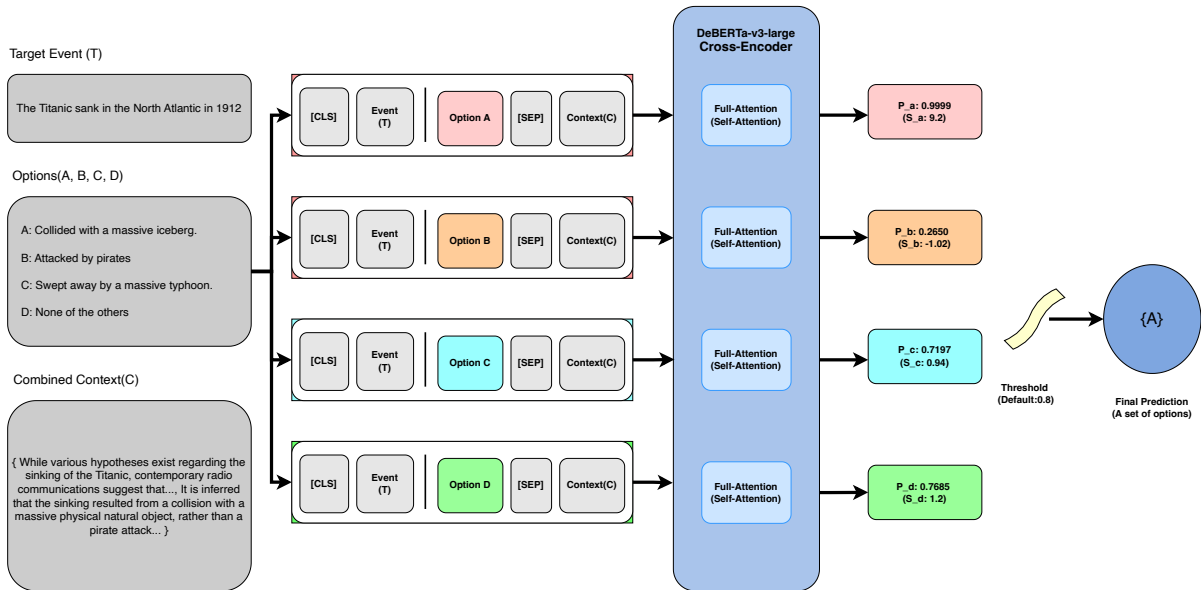 Target Event (T)
The Titanic sank in the North Atlantic in 1912
Options(A, B, C, D)
A: Collided with a massive iceberg.
B: Attacked by pirates
C: Swept away by a massive typhoon.
D: None of the others
Combined Context(C)
{ While various hypotheses exist regarding the
sinking of the Titanic, contemporary radio
communications suggest that..., It is inferred
that the sinking resulted from a collision with a
massive physical natural object, rather than a
pirate attack... }
[CLS]
Event
(T)
Option A
[SEP]
Context(C)
[CLS]
Event
(T)
Option B
[SEP]
Context(C)
[CLS]
Event
(T)
Option C
[SEP]
Context(C)
[CLS]
Event
(T)
Option D
[SEP]
Context(C)
DeBERTa-v3-large
Cross-Encoder
Full-Attention
(Self-Attention)
Full-Attention
(Self-Attention)
Full-Attention
(Self-Attention)
Full-Attention
(Self-Attention)
P_a: 0.9999
(S_a: 9.2)
P_b: 0.2650
(S_b: -1.02)
P_c: 0.7197
(S_c: 0.94)
P_d: 0.7685
(S_d: 1.2)
Threshold
(Default:0.8)
{A}
Final Prediction
(A set of options)